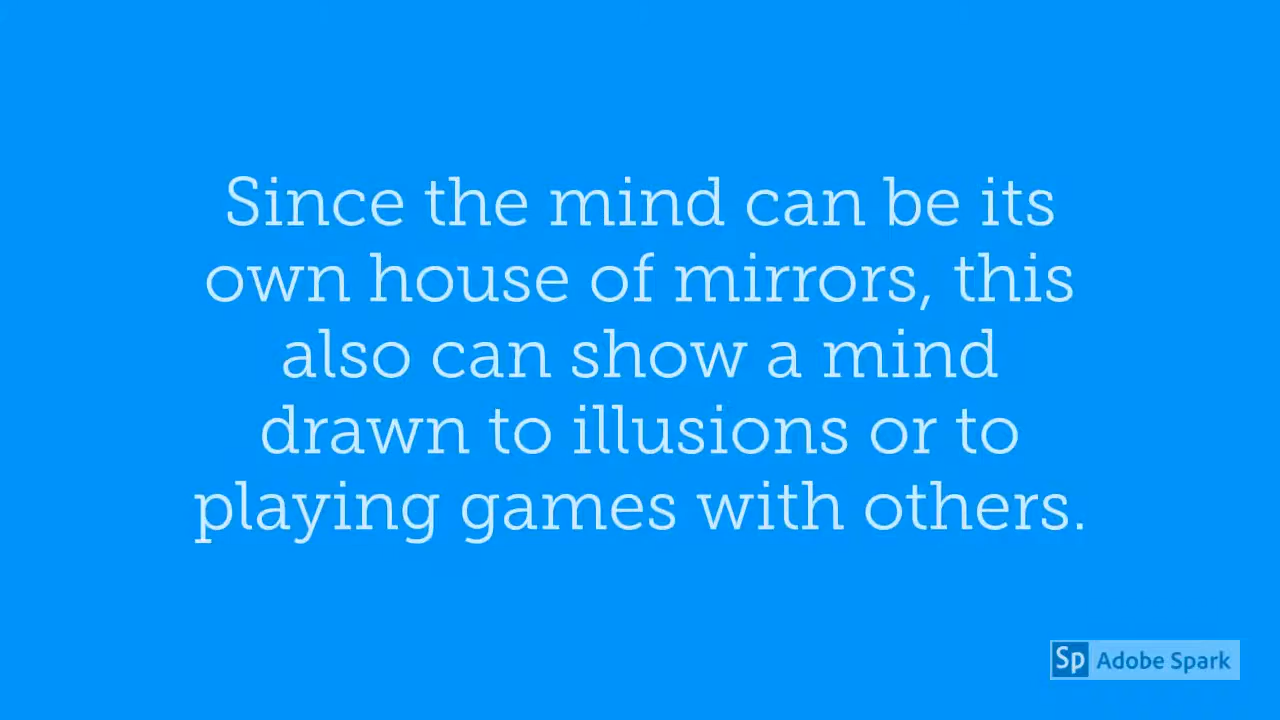 Since the mind can be its
own house of mirrors, this
also can show a mind
drawn to illusions or to
playing games with others.
Sp Adobe Spark